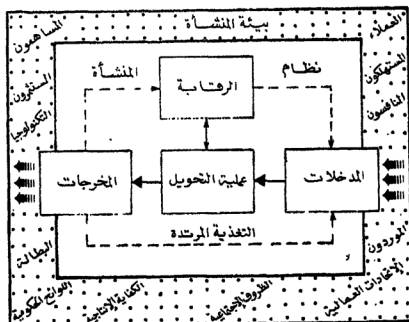 بيئة المنشأة
العملاء
المستهلكون
المنافسون
المساهمون
المستثمرون
التكنولوجيا
نظام
المنشأة
الرقابة
المدخلات
عملية التحويل
المخرجات
التغذية المرتدة
الموردون
الاتحادات العمالية
الظروف الاجتماعية
الكفاية الانتاجية
اللوائح الحكومية
البطالة